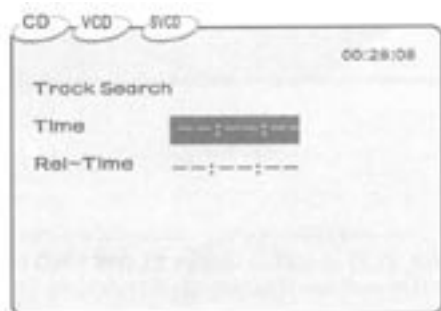 CD VCD SVCD
00:28:08
Track Search
Time --:--:--
Rel-Time --:--:--